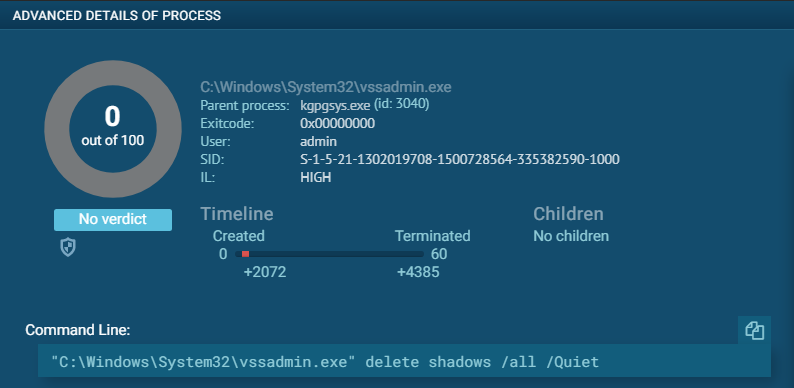 ADVANCED DETAILS OF PROCESS
0
out of 100
No verdict
C:\Windows\System32\vssadmin.exe
Parent process: kgpgsys.exe (id: 3040)
Exitcode: 0x00000000
User: admin
SID: S-1-5-21-1302019708-1500728564-335382590-1000
IL: HIGH
Timeline
Created Terminated
0 60
+2072 +4385
Children
No children
Command Line:
"C:\Windows\System32\vssadmin.exe" delete shadows /all /Quiet